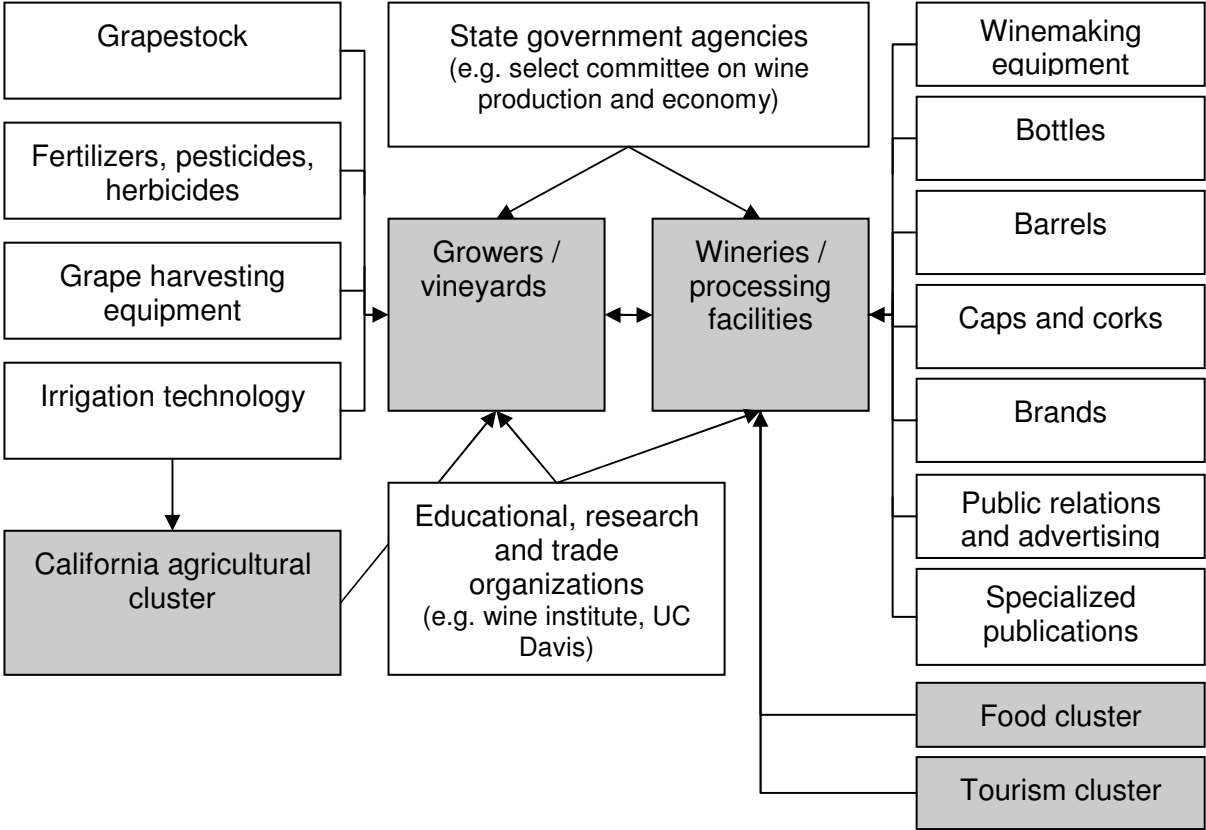 Grapestock
Fertilizers, pesticides,
herbicides
Grape harvesting
equipment
Irrigation technology
California agricultural
cluster
State government agencies
(e.g. select committee on wine
production and economy)
Growers /
vineyards
Wineries /
processing
facilities
Educational, research
and trade
organizations
(e.g. wine institute, UC
Davis)
Winemaking
equipment
Bottles
Barrels
Caps and corks
Brands
Public relations
and advertising
Specialized
publications
Food cluster
Tourism cluster